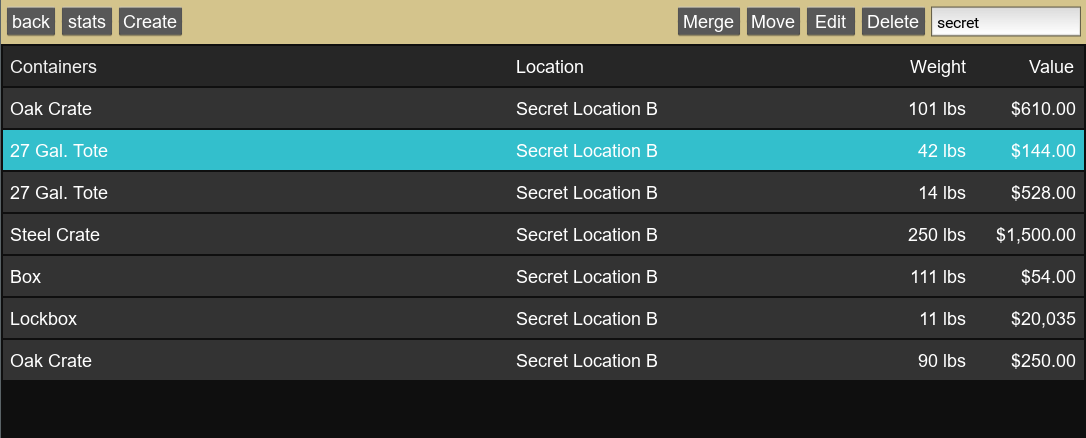 back stats Create Merge Move Edit Delete secret
Containers Location Weight Value
Oak Crate Secret Location B 101 lbs $610.00
27 Gal. Tote Secret Location B 42 lbs $144.00
27 Gal. Tote Secret Location B 14 lbs $528.00
Steel Crate Secret Location B 250 lbs $1,500.00
Box Secret Location B 111 lbs $54.00
Lockbox Secret Location B 11 lbs $20,035
Oak Crate Secret Location B 90 lbs $250.00